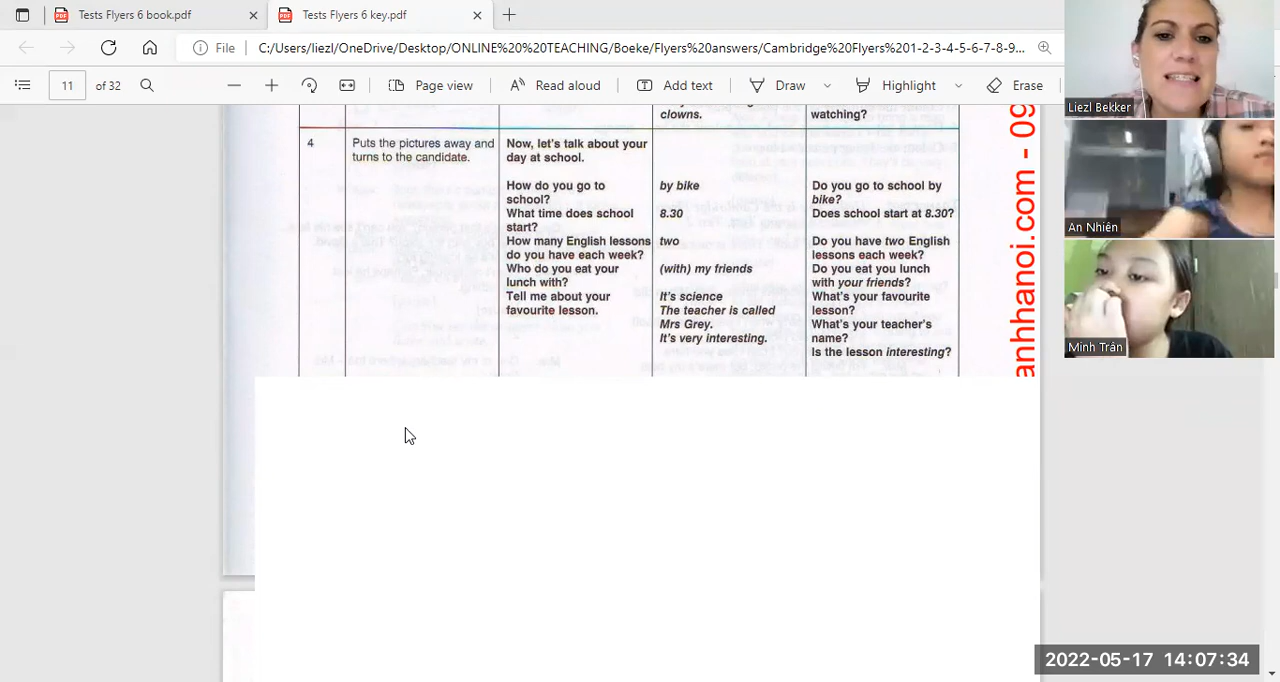 Tests Flyers 6 book.pdf
Tests Flyers 6 key.pdf
File
C:/Users/liezl/OneDrive/Desktop/ONLINE%20%20TEACHING/Boeke/Flyers%20answers/Cambridge%20Flyers%201-2-3-4-5-6-7-8-9...
11 of 32
Page view
Read aloud
Add text
Draw
Highlight
Erase
clowns.
watching?
4
Puts the pictures away and
turns to the candidate.
Now, let's talk about your
day at school.
How do you go to
school?
by bike
Do you go to school by
bike?
What time does school
start?
8.30
Does school start at 8.30?
How many English lessons
do you have each week?
two
Do you have two English
lessons each week?
Who do you eat your
lunch with?
(with) my friends
Do you eat you lunch
with your friends?
Tell me about your
favourite lesson.
It's science
The teacher is called
Mrs Grey.
It's very interesting.
What's your favourite
lesson?
What's your teacher's
name?
Is the lesson interesting?
anhhanoi.com - 09
Liezl Bekker
An Nhiên
Minh Trân
2022-05-17 14:07:34